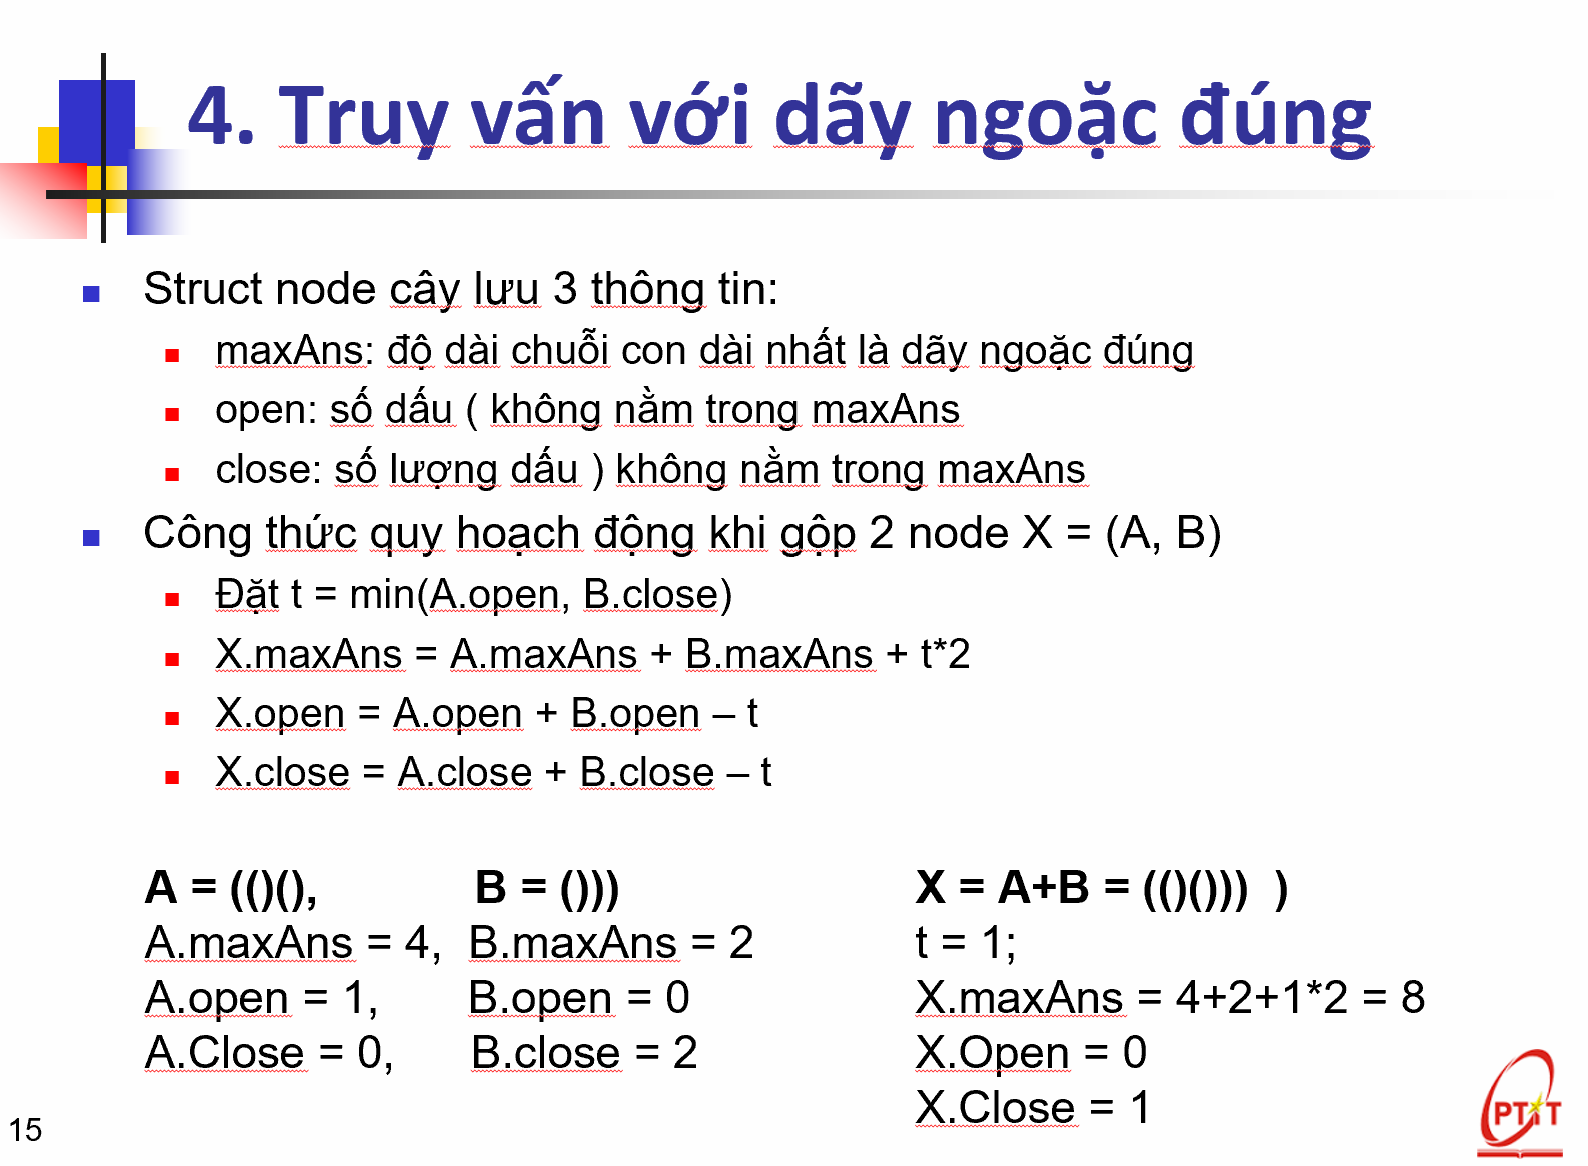 4. Truy vấn với dãy ngoặc đúng
Struct node cây lưu 3 thông tin:
maxAns: độ dài chuỗi con dài nhất là dãy ngoặc đúng
open: số dấu ( không nằm trong maxAns
close: số lượng dấu ) không nằm trong maxAns
Công thức quy hoạch động khi gộp 2 node X = (A, B)
Đặt t = min(A.open, B.close)
X.maxAns = A.maxAns + B.maxAns + t*2
X.open = A.open + B.open – t
X.close = A.close + B.close – t
A = (()(), B = ()))
A.maxAns = 4, B.maxAns = 2
A.open = 1, B.open = 0
A.Close = 0, B.close = 2
X = A+B = (()())) )
t = 1;
X.maxAns = 4+2+1*2 = 8
X.Open = 0
X.Close = 1
15
PTIT